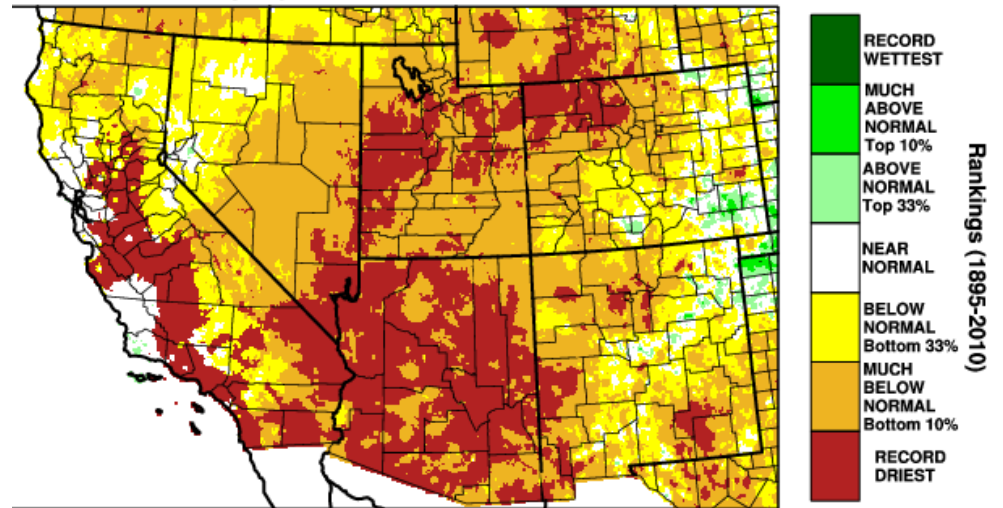 RECORD
WETTEST
MUCH
ABOVE
NORMAL
Top 10%
ABOVE
NORMAL
Top 33%
NEAR
NORMAL
BELOW
NORMAL
Bottom 33%
MUCH
BELOW
NORMAL
Bottom 10%
RECORD
DRIEST
Rankings (1895-2010)